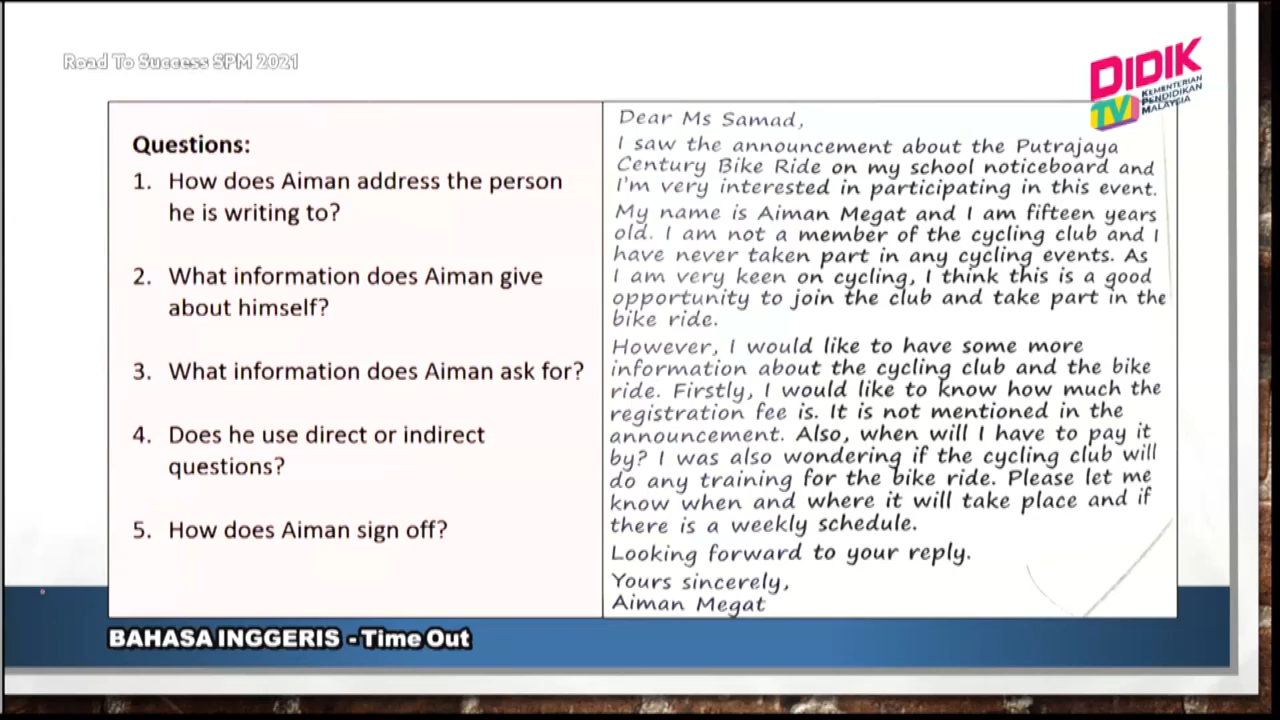 Road To Success SPM 2021
DIDIK
TV
KEMENTERIAN
PENDIDIKAN
MALAYSIA
Questions:
1. How does Aiman address the person
he is writing to?
2. What information does Aiman give
about himself?
3. What information does Aiman ask for?
4. Does he use direct or indirect
questions?
5. How does Aiman sign off?
Dear Ms Samad,
I saw the announcement about the Putrajaya
Century Bike Ride on my school noticeboard and
I'm very interested in participating in this event.
My name is Aiman Megat and I am fifteen years
old. I am not a member of the cycling club and I
have never taken part in any cycling events. As
I am very keen on cycling, I think this is a good
opportunity to join the club and take part in the
bike ride.
However, I would like to have some more
information about the cycling club and the bike
ride. Firstly, I would like to know how much the
registration fee is. It is not mentioned in the
announcement. Also, when will I have to pay it
by? I was also wondering if the cycling club will
do any training for the bike ride. Please let me
know when and where it will take place and if
there is a weekly schedule.
Looking forward to your reply.
Yours sincerely,
Aiman Megat
BAHASA INGGERIS - Time Out